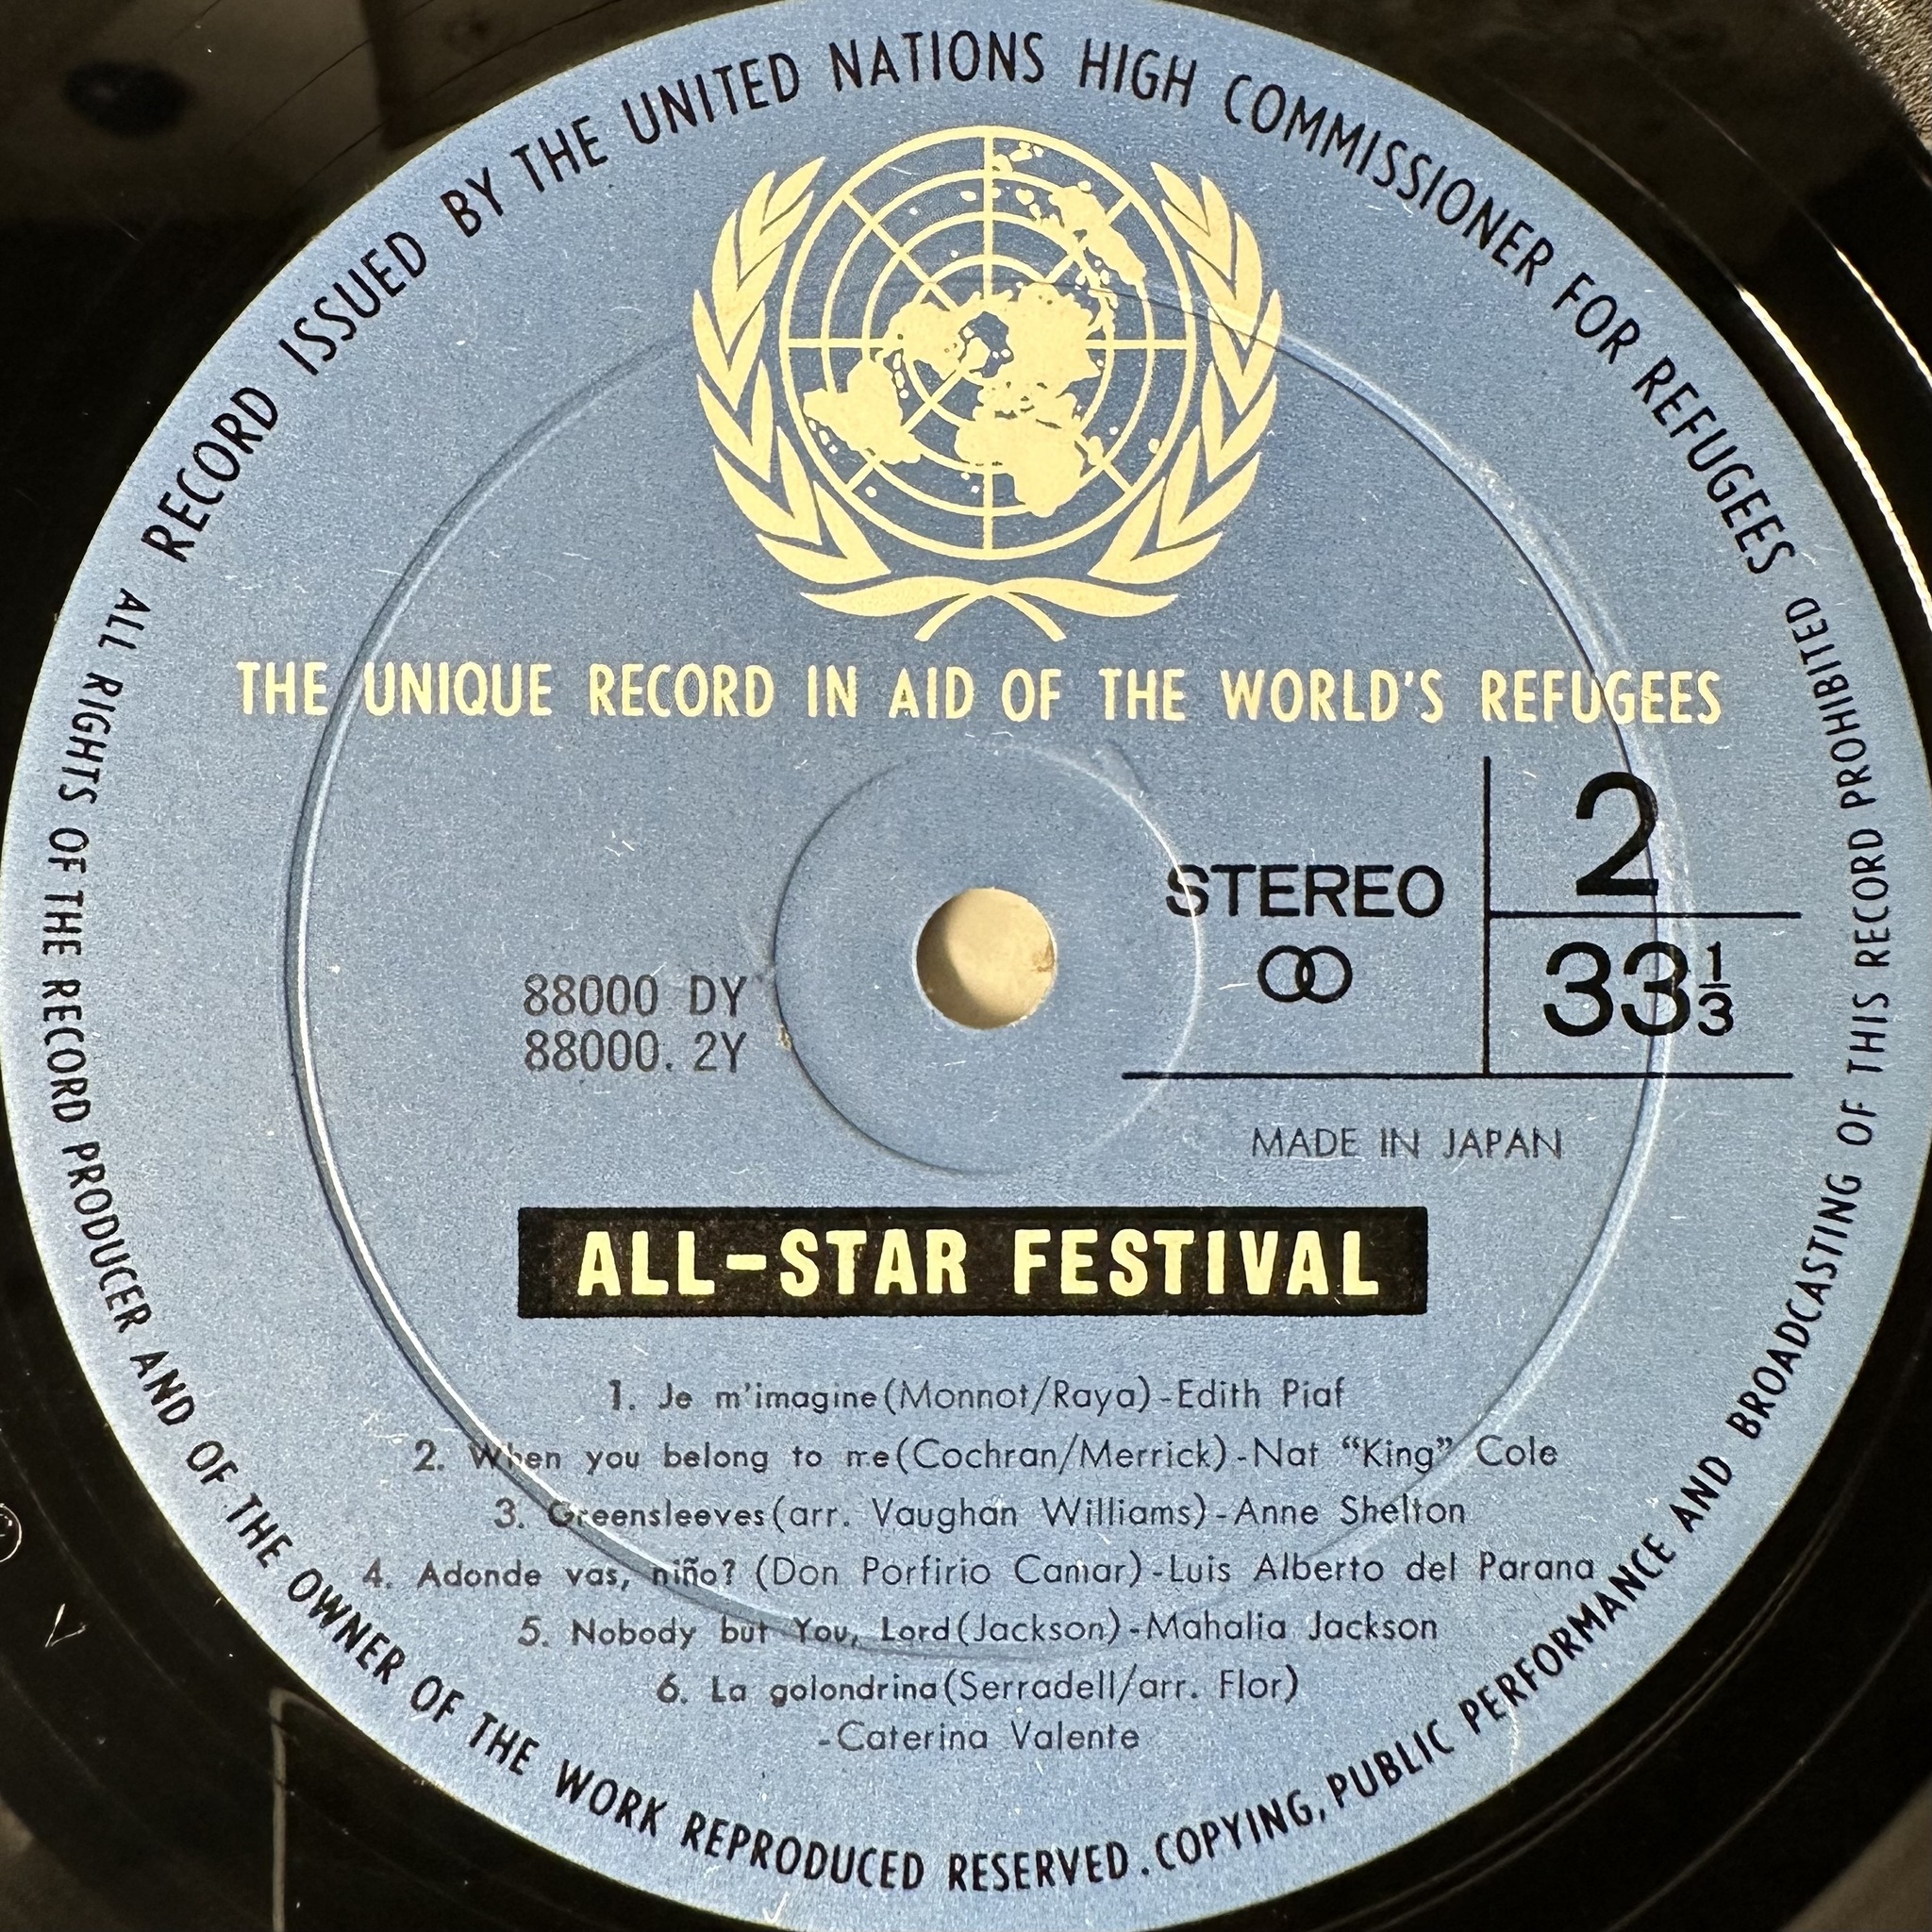 RECORD ISSUED BY THE UNITED NATIONS HIGH COMMISSIONER FOR REFUGEES
THE UNIQUE RECORD IN AID OF THE WORLD'S REFUGEES
2
STEREO
33 1/3
88000 DY
88000. 2Y
MADE IN JAPAN
ALL-STAR FESTIVAL
1. Je m'imagine(Monnot/Raya)-Edith Piaf
2. When you belong to me(Cochran/Merrick)-Nat “King” Cole
3. Greensleeves(arr. Vaughan Williams)-Anne Shelton
4. Adonde vas, niño? (Don Porfirio Camar)-Luis Alberto del Parana
5. Nobody but You, Lord(Jackson)-Mahalia Jackson
6. La golondrina(Serradell/arr. Flor)
-Caterina Valente
ALL RIGHTS OF THE RECORD PRODUCER AND OF THE OWNER OF THE WORK REPRODUCED RESERVED. COPYING, PUBLIC PERFORMANCE AND BROADCASTING OF THIS RECORD PROHIBITED